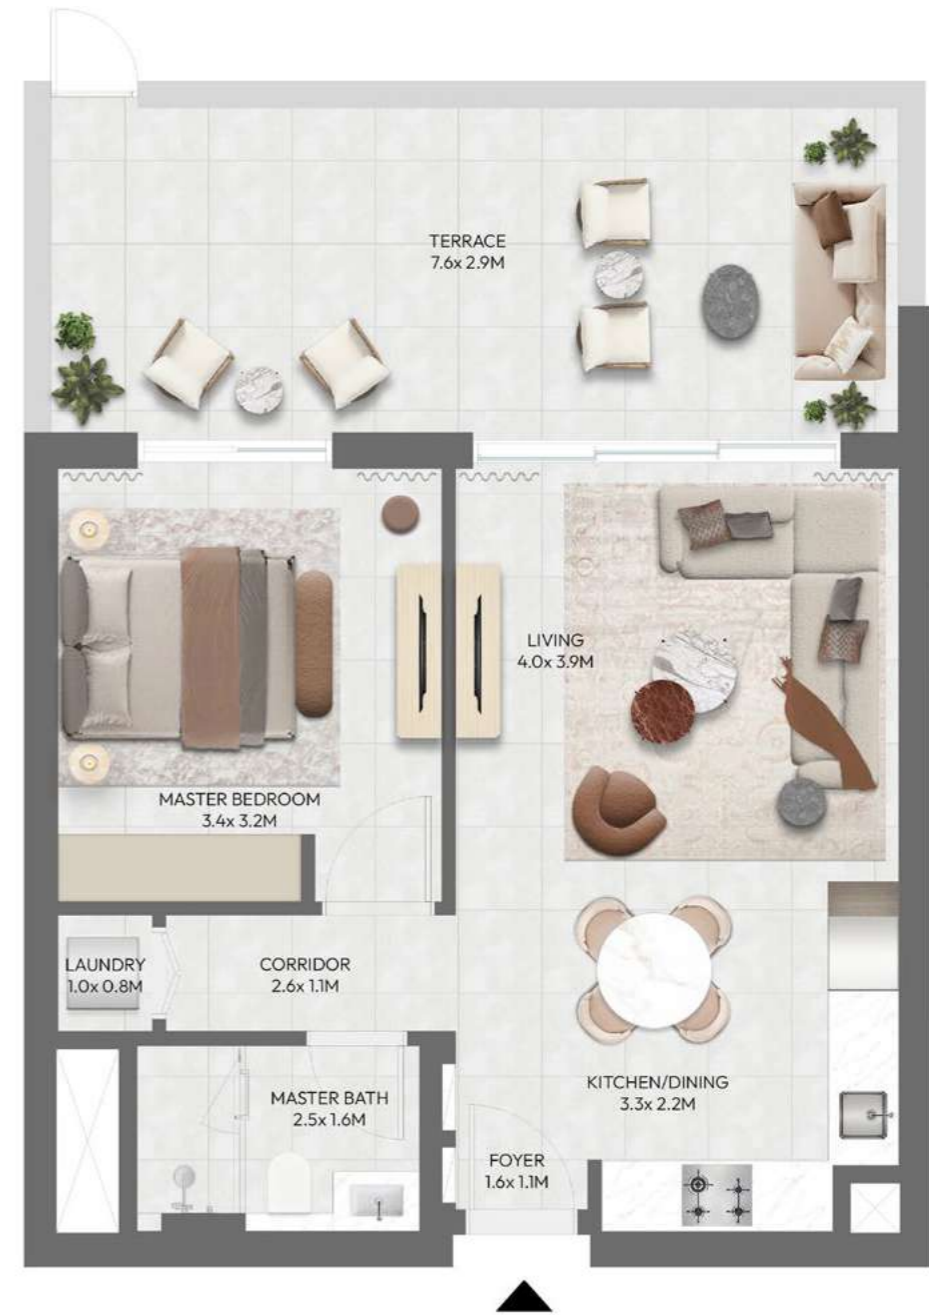 TERRACE
7.6x 2.9M
LIVING
4.0x 3.9M
MASTER BEDROOM
3.4x 3.2M
LAUNDRY
1.0x 0.8M
CORRIDOR
2.6x 1.1M
KITCHEN/DINING
3.3x 2.2M
MASTER BATH
2.5x 1.6M
FOYER
1.6x 1.1M